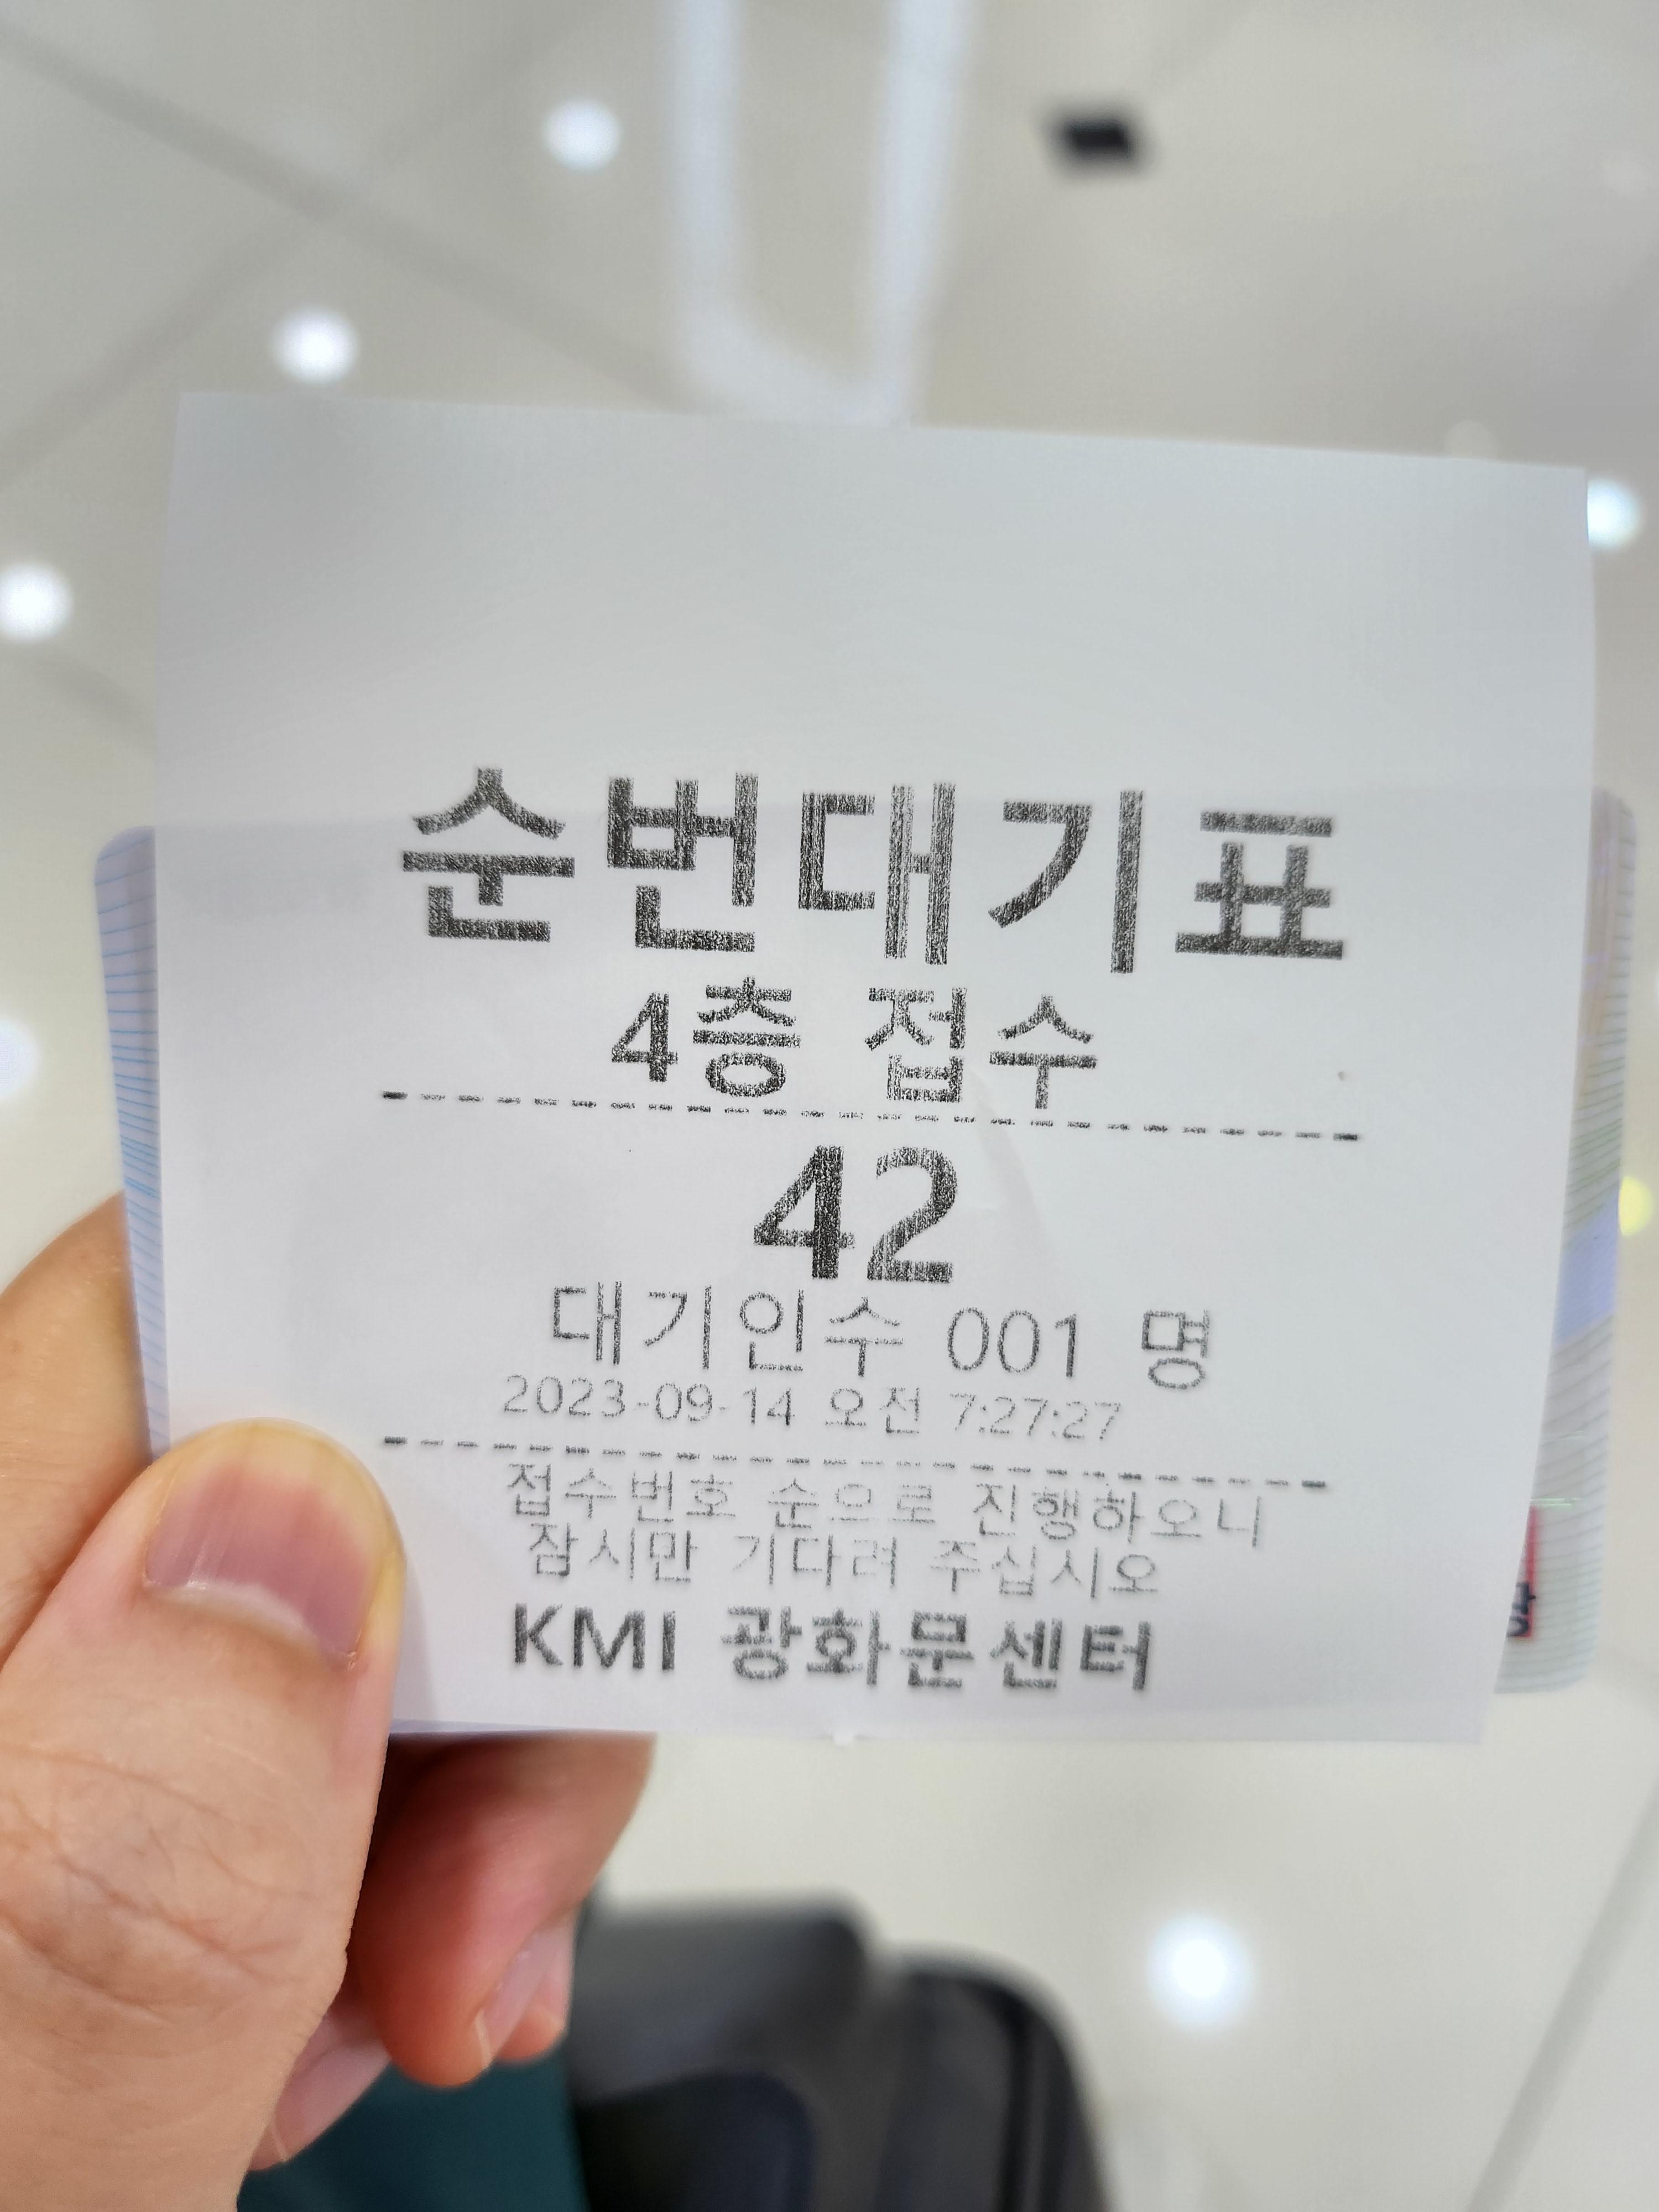 순번대기표
4층 접수
42
대기인수 001 명
2023-09-14 오전 7:27:27
접수번호 순으로 진행하오니
잠시만 기다려 주십시오
KMI 광화문센터